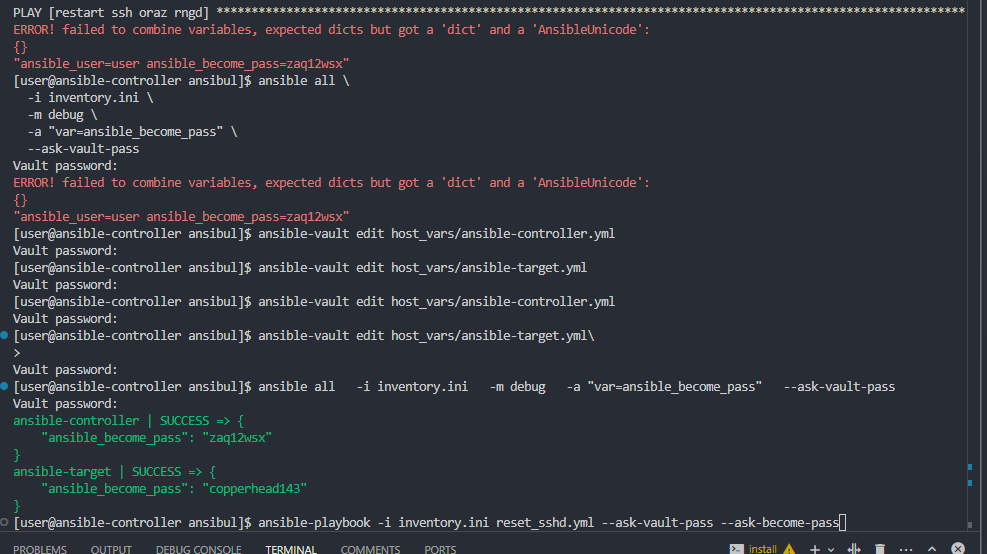 PLAY [restart ssh oraz rngd] ***********************************************************************************************************
ERROR! failed to combine variables, expected dicts but got a 'dict' and a 'AnsibleUnicode':
{}
"ansible_user=user ansible_become_pass=zaq12wsx"
[user@ansible-controller ansibul]$ ansible all \
  -i inventory.ini \
  -m debug \
  -a "var=ansible_become_pass" \
  --ask-vault-pass
Vault password:
ERROR! failed to combine variables, expected dicts but got a 'dict' and a 'AnsibleUnicode':
{}
"ansible_user=user ansible_become_pass=zaq12wsx"
[user@ansible-controller ansibul]$ ansible-vault edit host_vars/ansible-controller.yml
Vault password:
[user@ansible-controller ansibul]$ ansible-vault edit host_vars/ansible-target.yml
Vault password:
[user@ansible-controller ansibul]$ ansible-vault edit host_vars/ansible-controller.yml
Vault password:
[user@ansible-controller ansibul]$ ansible-vault edit host_vars/ansible-target.yml\
>
Vault password:
[user@ansible-controller ansibul]$ ansible all   -i inventory.ini   -m debug   -a "var=ansible_become_pass"   --ask-vault-pass
Vault password:
ansible-controller | SUCCESS => {
    "ansible_become_pass": "zaq12wsx"
}
ansible-target | SUCCESS => {
    "ansible_become_pass": "copperhead143"
}
[user@ansible-controller ansibul]$ ansible-playbook -i inventory.ini reset_sshd.yml --ask-vault-pass --ask-become-pass
PROBLEMS OUTPUT DEBUG CONSOLE TERMINAL COMMENTS PORTS install